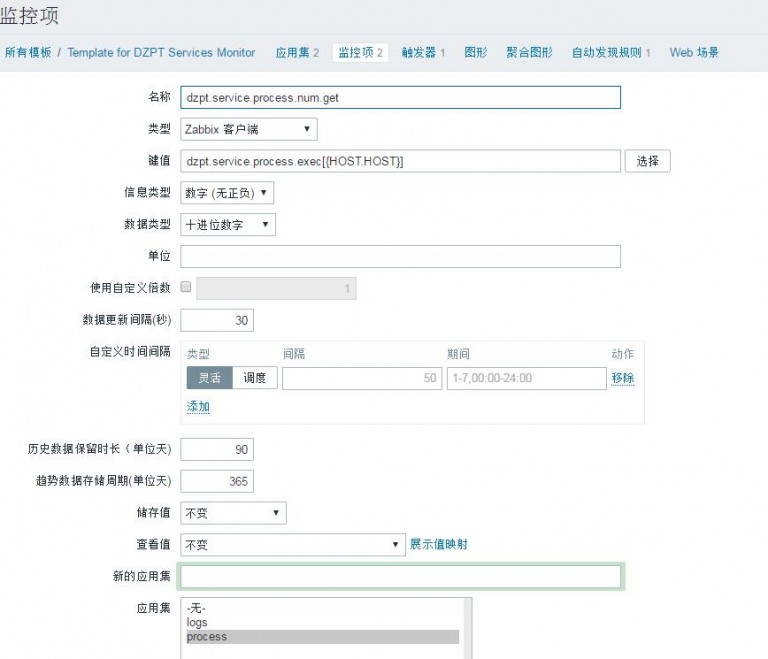 监控项
所有模板 / Template for DZPT Services Monitor 应用集 2 监控项 2 触发器 1 图形 聚合图形 自动发现规则 1 Web 场景
名称 dzpt.service.process.num.get
类型 Zabbix 客户端
键值 dzpt.service.process.exec[{HOST.HOST}] 选择
信息类型 数字 (无正负)
数据类型 十进位数字
单位
使用自定义倍数 1
数据更新间隔(秒) 30
自定义时间间隔 类型 间隔 期间 动作
灵活 调度 50 1-7,00:00-24:00 移除
添加
历史数据保留时长（单位天) 90
趋势数据存储周期(单位天) 365
储存值 不变
查看值 不变 展示值映射
新的应用集
应用集 -无-
logs
process